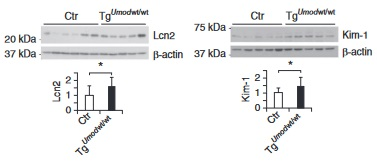 Ctr TgUmodwt/wt
20 kDa Lcn2
37 kDa β-actin
*
Lcn2
2
1
0
Ctr
TgUmodwt/wt
Ctr TgUmodwt/wt
75 kDa Kim-1
37 kDa β-actin
*
Kim-1
2
1
0
Ctr
TgUmodwt/wt